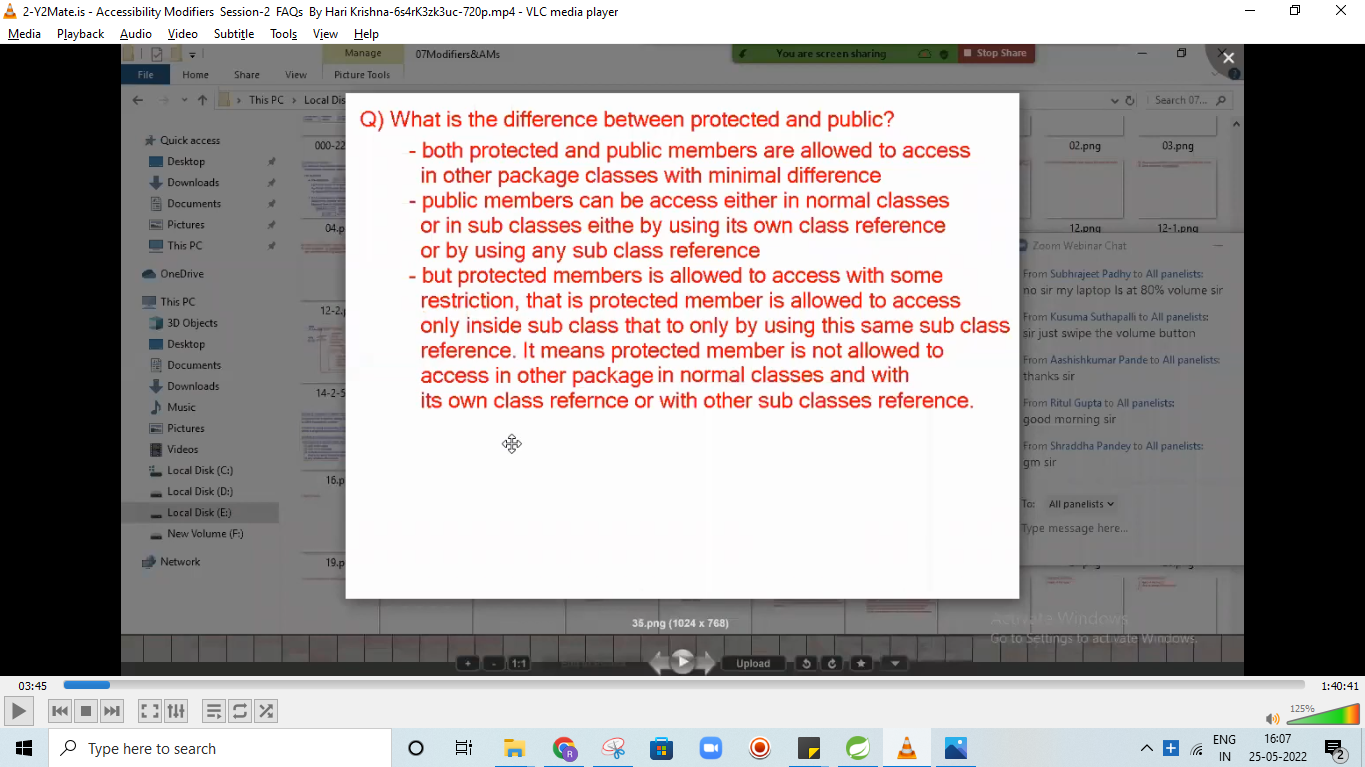 2-Y2Mate.is - Accessibility Modifiers Session-2 FAQs By Hari Krishna-6s4rK3zk3uc-720p.mp4 - VLC media player
Media Playback Audio Video Subtitle Tools View Help
Manage
07Modifiers&AMs
You are screen sharing
Stop Share
File Home Share View Picture Tools
This PC
Local Dis
Search 07...
Quick access
Desktop
Downloads
Documents
Pictures
This PC
OneDrive
This PC
3D Objects
Desktop
Documents
Downloads
Music
Pictures
Videos
Local Disk (C:)
Local Disk (D:)
Local Disk (E:)
New Volume (F:)
Network
000-22
04.p
12-2.p
14-2-5
16.p
19.p
02.png 03.png
12.png 12-1.png
Q) What is the difference between protected and public?
- both protected and public members are allowed to access
in other package classes with minimal difference
- public members can be access either in normal classes
or in sub classes eithe by using its own class reference
or by using any sub class reference
- but protected members is allowed to access with some
restriction, that is protected member is allowed to access
only inside sub class that to only by using this same sub class
reference. It means protected member is not allowed to
access in other package in normal classes and with
its own class refernce or with other sub classes reference.
Zoom Webinar Chat
From Subhrajeet Padhy to All panelists:
no sir my laptop Is at 80% volume sir
From Kusuma Suthapalli to All panelists:
sir just swipe the volume button
From Aashishkumar Pande to All panelists:
thanks sir
From Ritul Gupta to All panelists:
good morning sir
From Shraddha Pandey to All panelists:
gm sir
To: All panelists
Type message here...
35.png (1024 x 768)
Activate Windows
Go to Settings to activate Windows.
+ - 1:1
Upload
03:45
1:40:41
125%
Type here to search
ENG
IN
16:07
25-05-2022
2